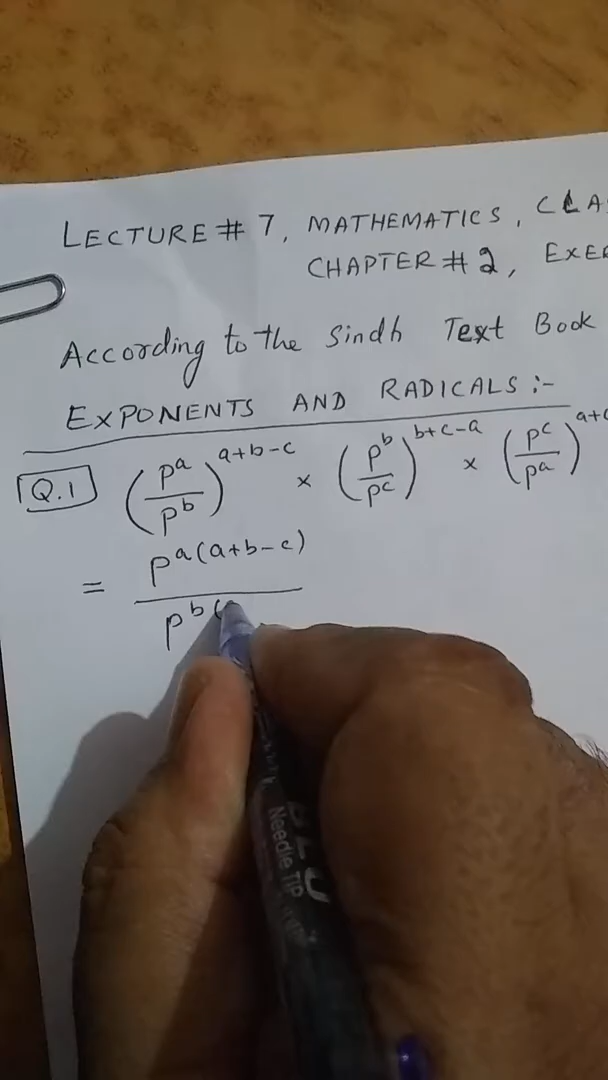 LECTURE # 7, MATHEMATICS, CLA
CHAPTER # 2, EXER
According to the Sindh Text Book
EXPONENTS AND RADICALS :-
Q.1 (p^a/p^b)^(a+b-c) × (p^b/p^c)^(b+c-a) × (p^c/p^a)^(a+c
= p^a(a+b-c)
p^b(
Needle Tip